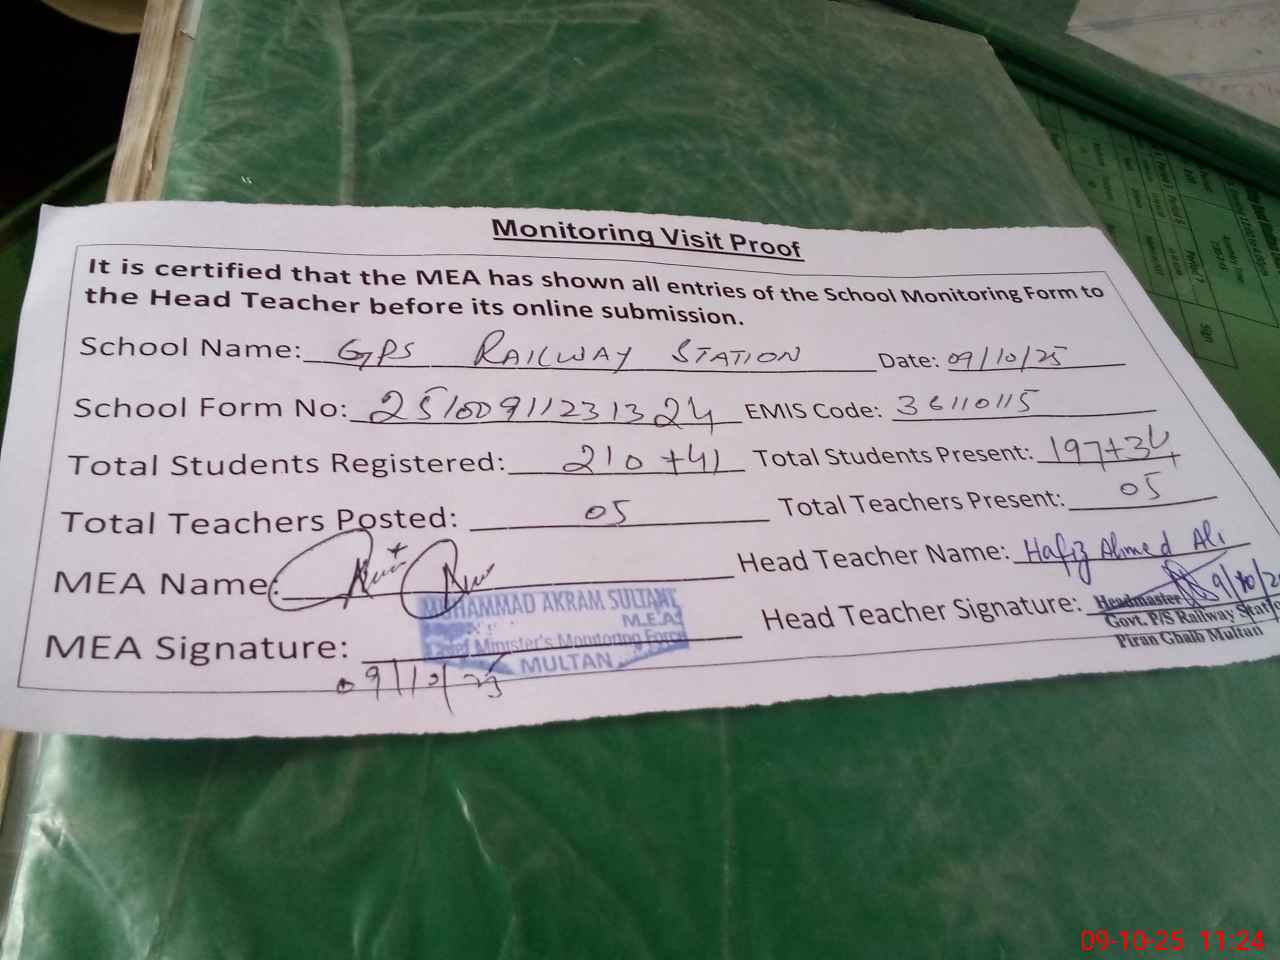 Monitoring Visit Proof
It is certified that the MEA has shown all entries of the School Monitoring Form to
the Head Teacher before its online submission.
School Name: GPS RAILWAY STATION Date: 09/10/25
School Form No: 25100911231324 EMIS Code: 36110115
Total Students Registered: 210+41 Total Students Present: 197+34
Total Teachers Posted: 05 Total Teachers Present: 05
MEA Name: Head Teacher Name: Hafiz Ahmed Ali
MUHAMMAD AKRAM SULTANI
M.E.A
Chief Minister's Monitoring Force
MULTAN
MEA Signature: Head Teacher Signature:
Headmaster
Govt. P/S Railway
Piran Ghaib Multan
09/10/25
09-10-25 11:24